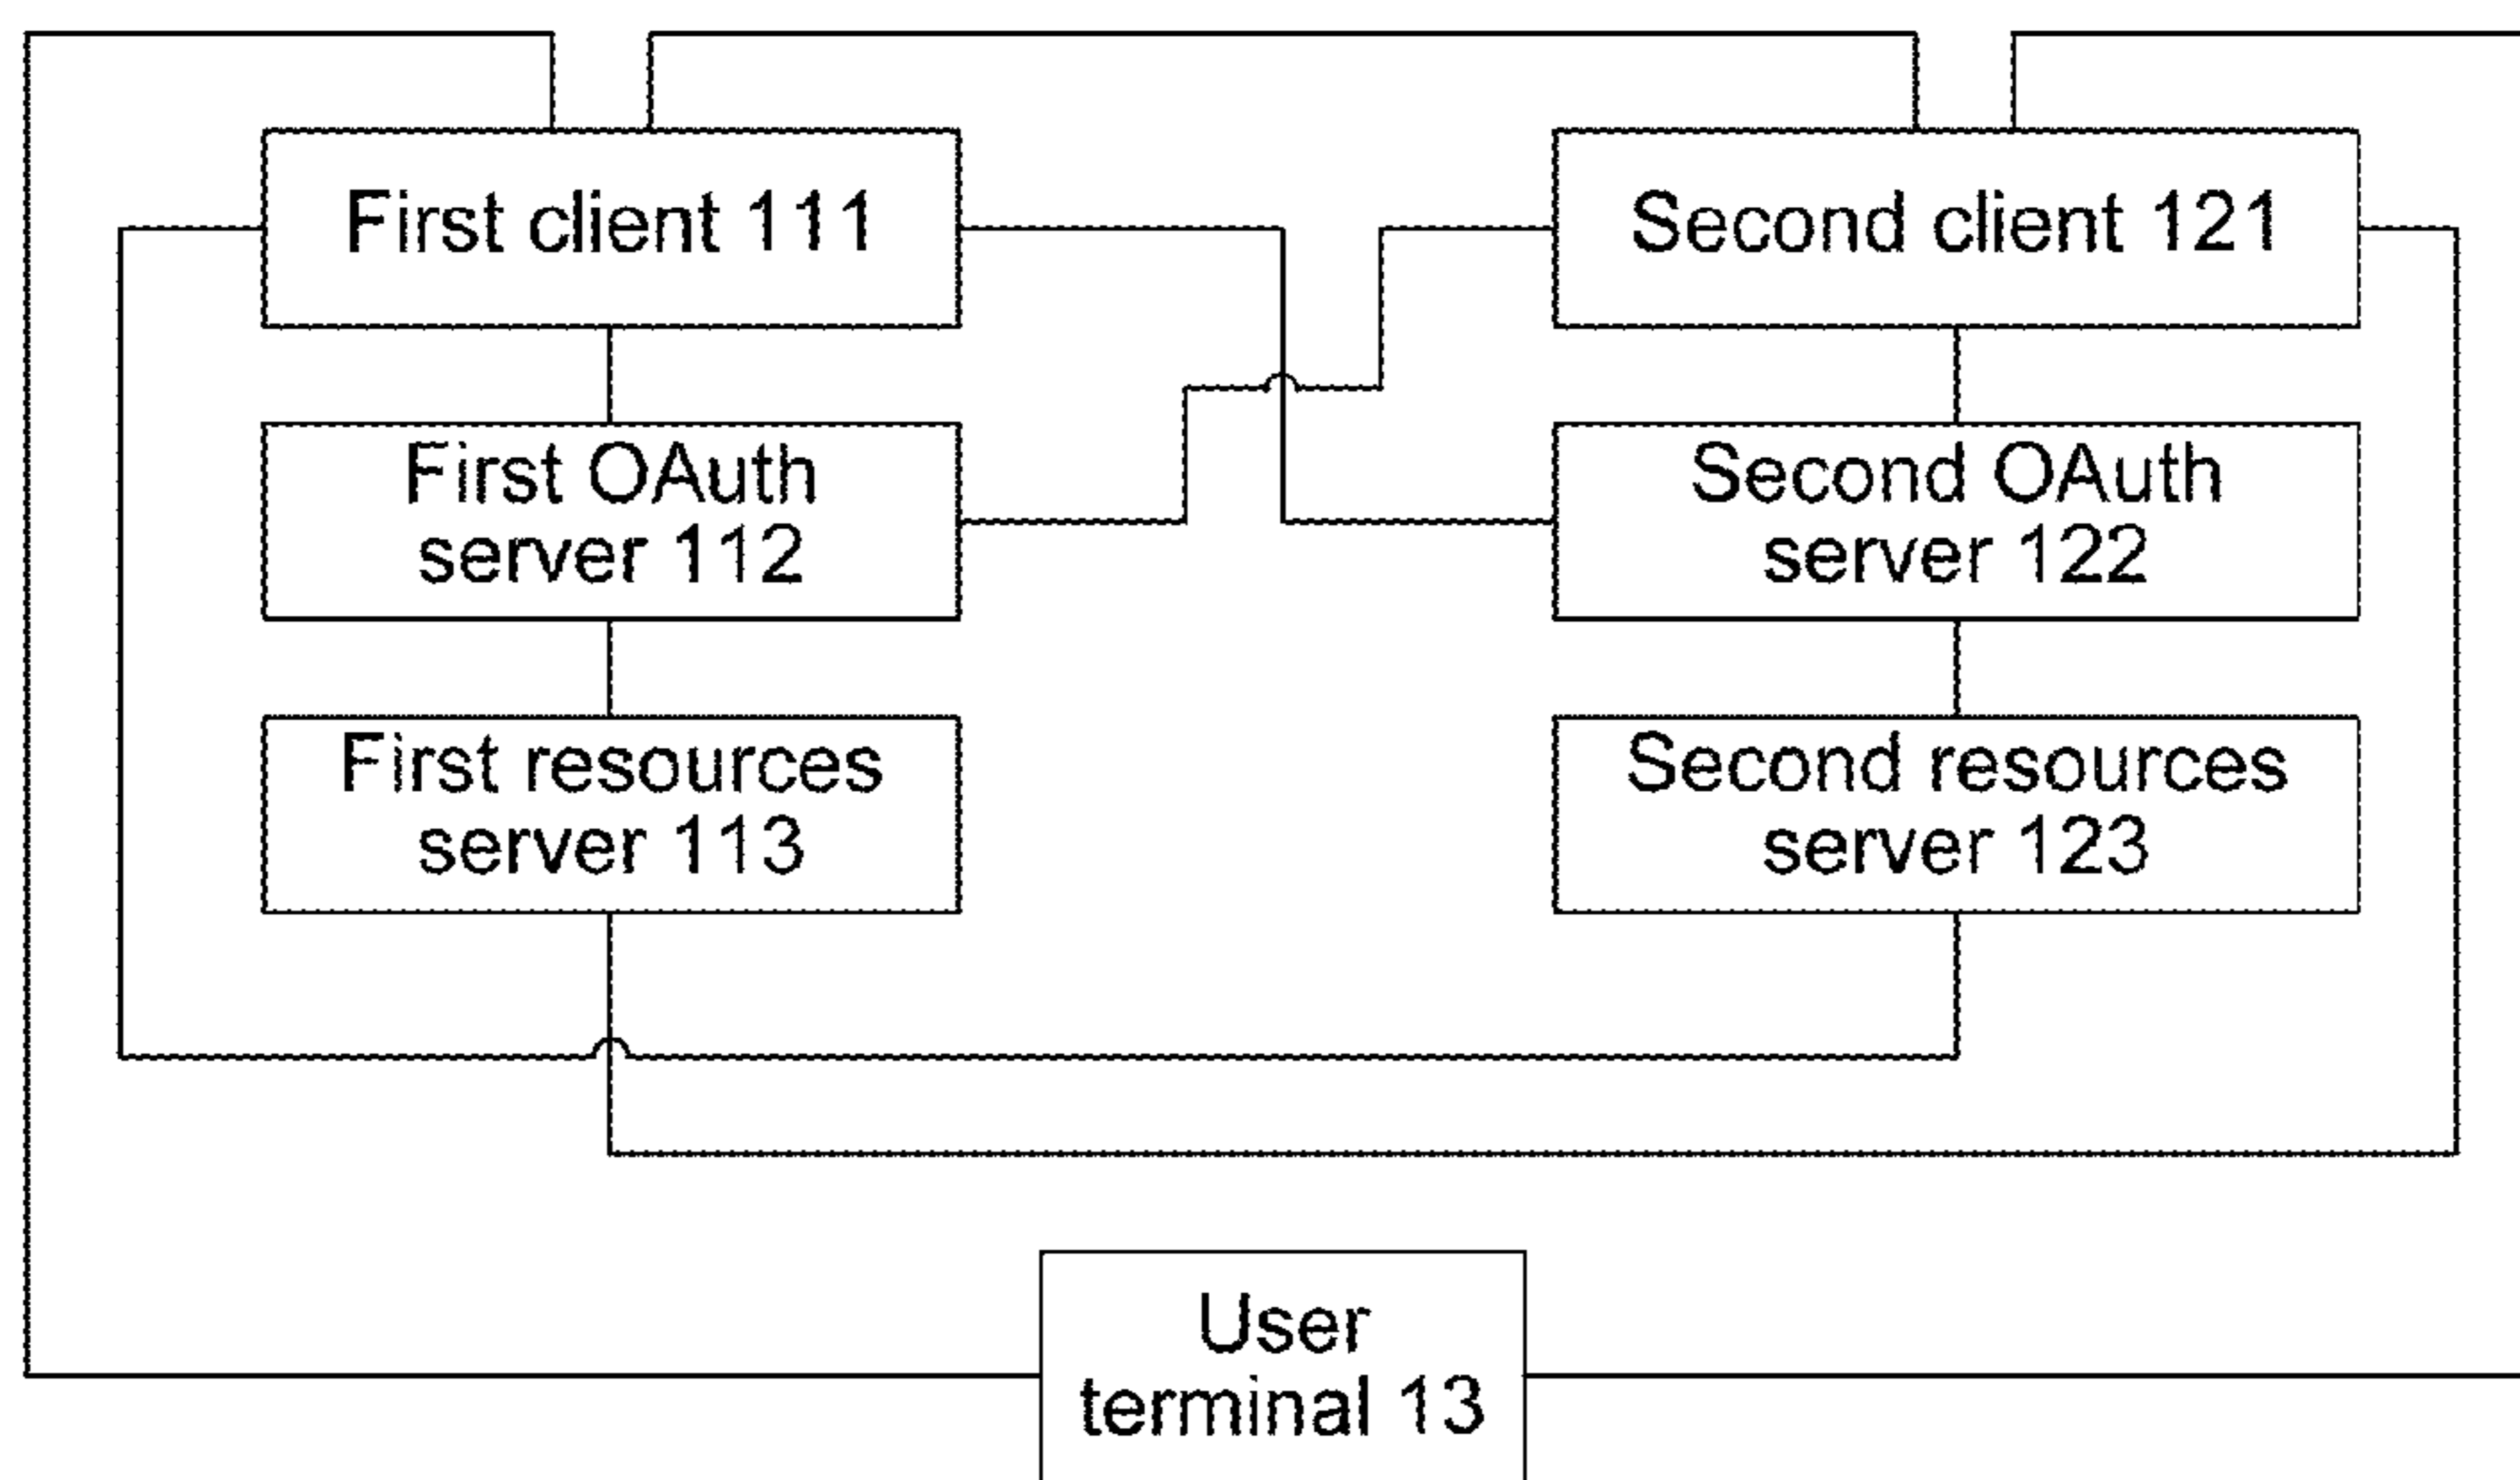 First client 111
Second client 121
First OAuth
server 112
Second OAuth
server 122
First resources
server 113
Second resources
server 123
User
terminal 13